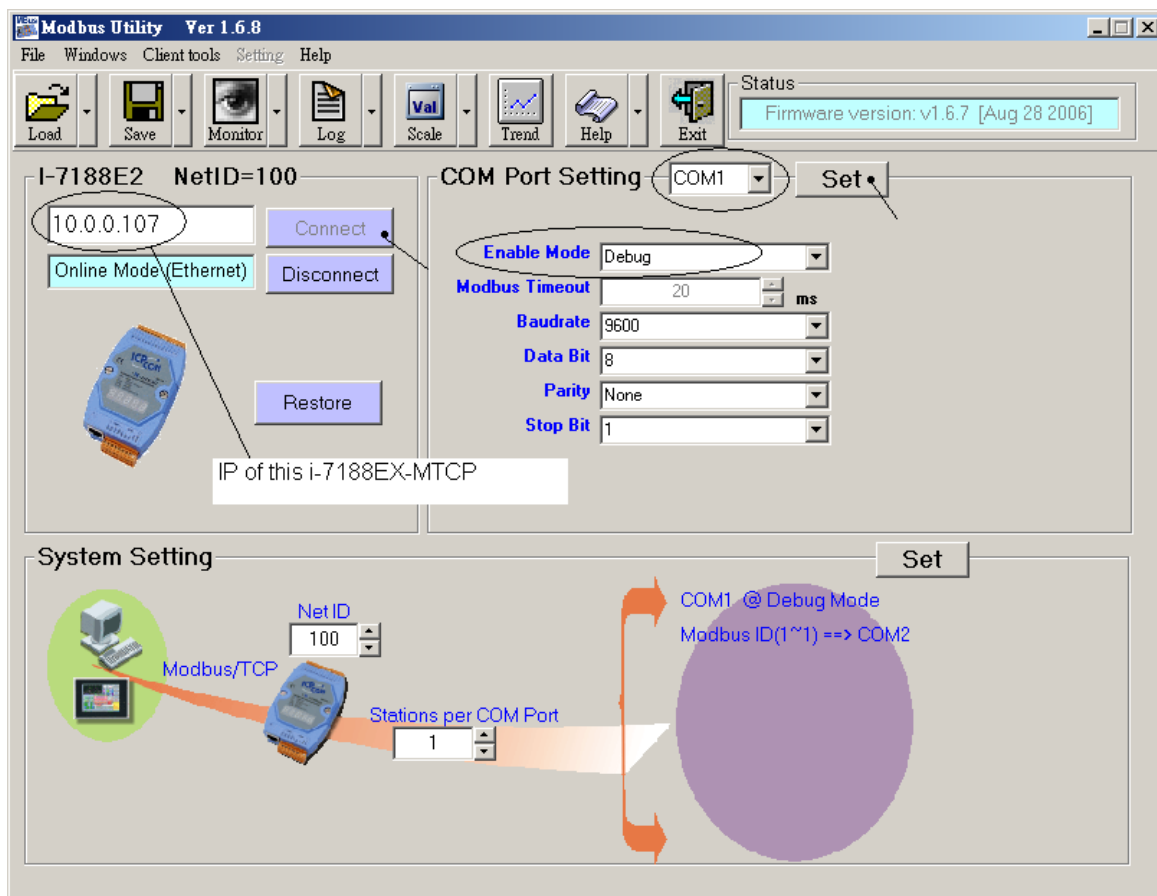 Modbus Utility Ver 1.6.8
File Windows Client tools Setting Help
Load Save Monitor Log Scale Trend Help Exit
Val
Status
Firmware version: v1.6.7 [Aug 28 2006]
I-7188E2 NetID=100
10.0.0.107
Connect
Online Mode (Ethernet)
Disconnect
Restore
IP of this i-7188EX-MTCP
COM Port Setting COM1 Set
Enable Mode Debug
Modbus Timeout 20 ms
Baudrate 9600
Data Bit 8
Parity None
Stop Bit 1
System Setting
Set
Net ID
100
Modbus/TCP
Stations per COM Port
1
COM1 @ Debug Mode
Modbus ID(1~1) ==> COM2